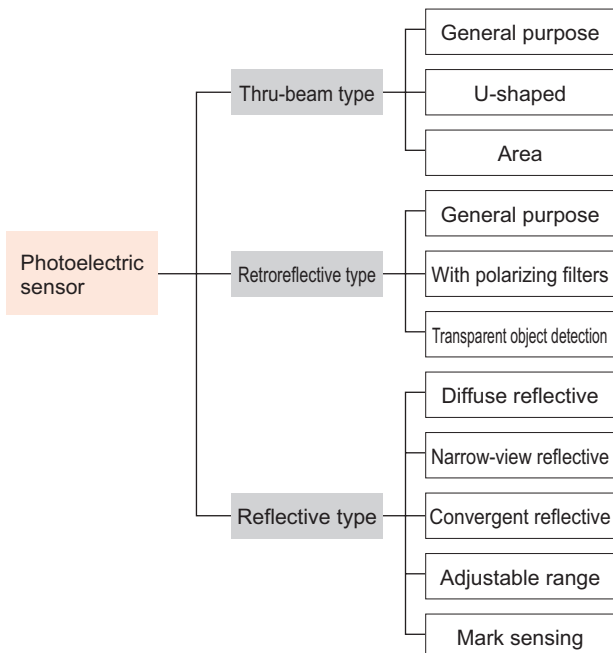 Photoelectric
sensor
Thru-beam type
General purpose
U-shaped
Area
Retroreflective type
General purpose
With polarizing filters
Transparent object detection
Reflective type
Diffuse reflective
Narrow-view reflective
Convergent reflective
Adjustable range
Mark sensing